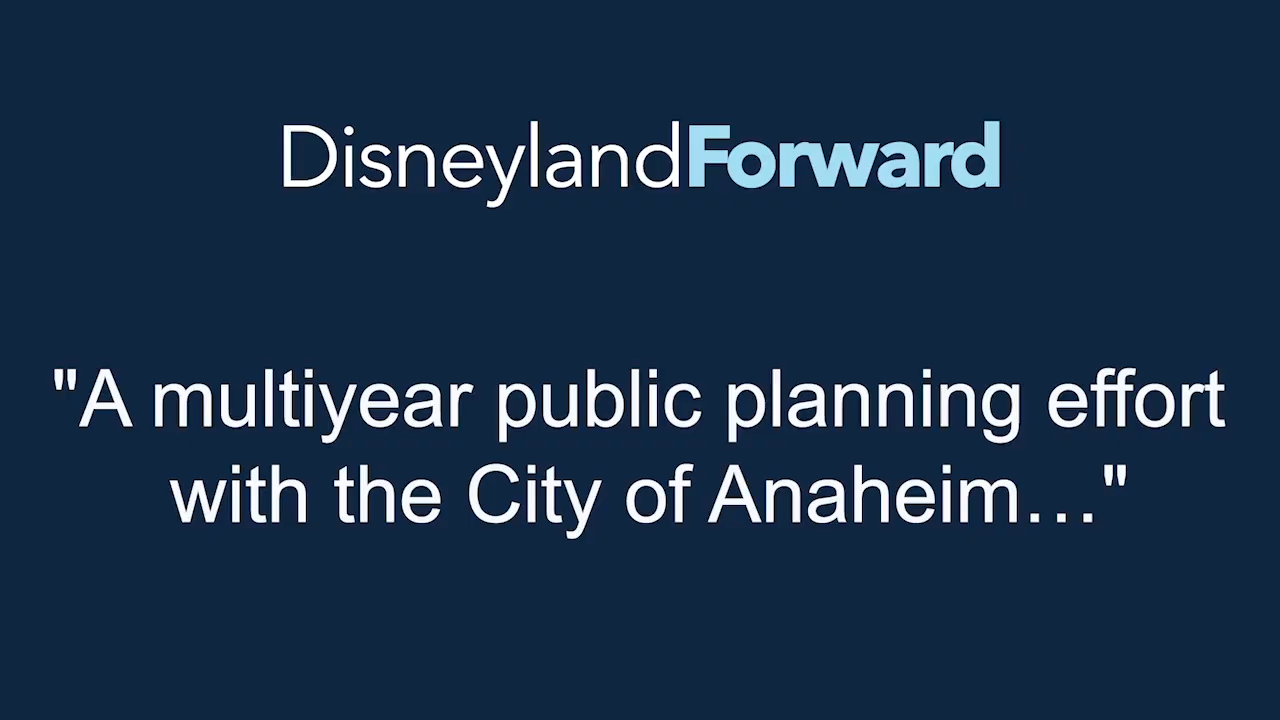 DisneylandForward
"A multiyear public planning effort
with the City of Anaheim…"